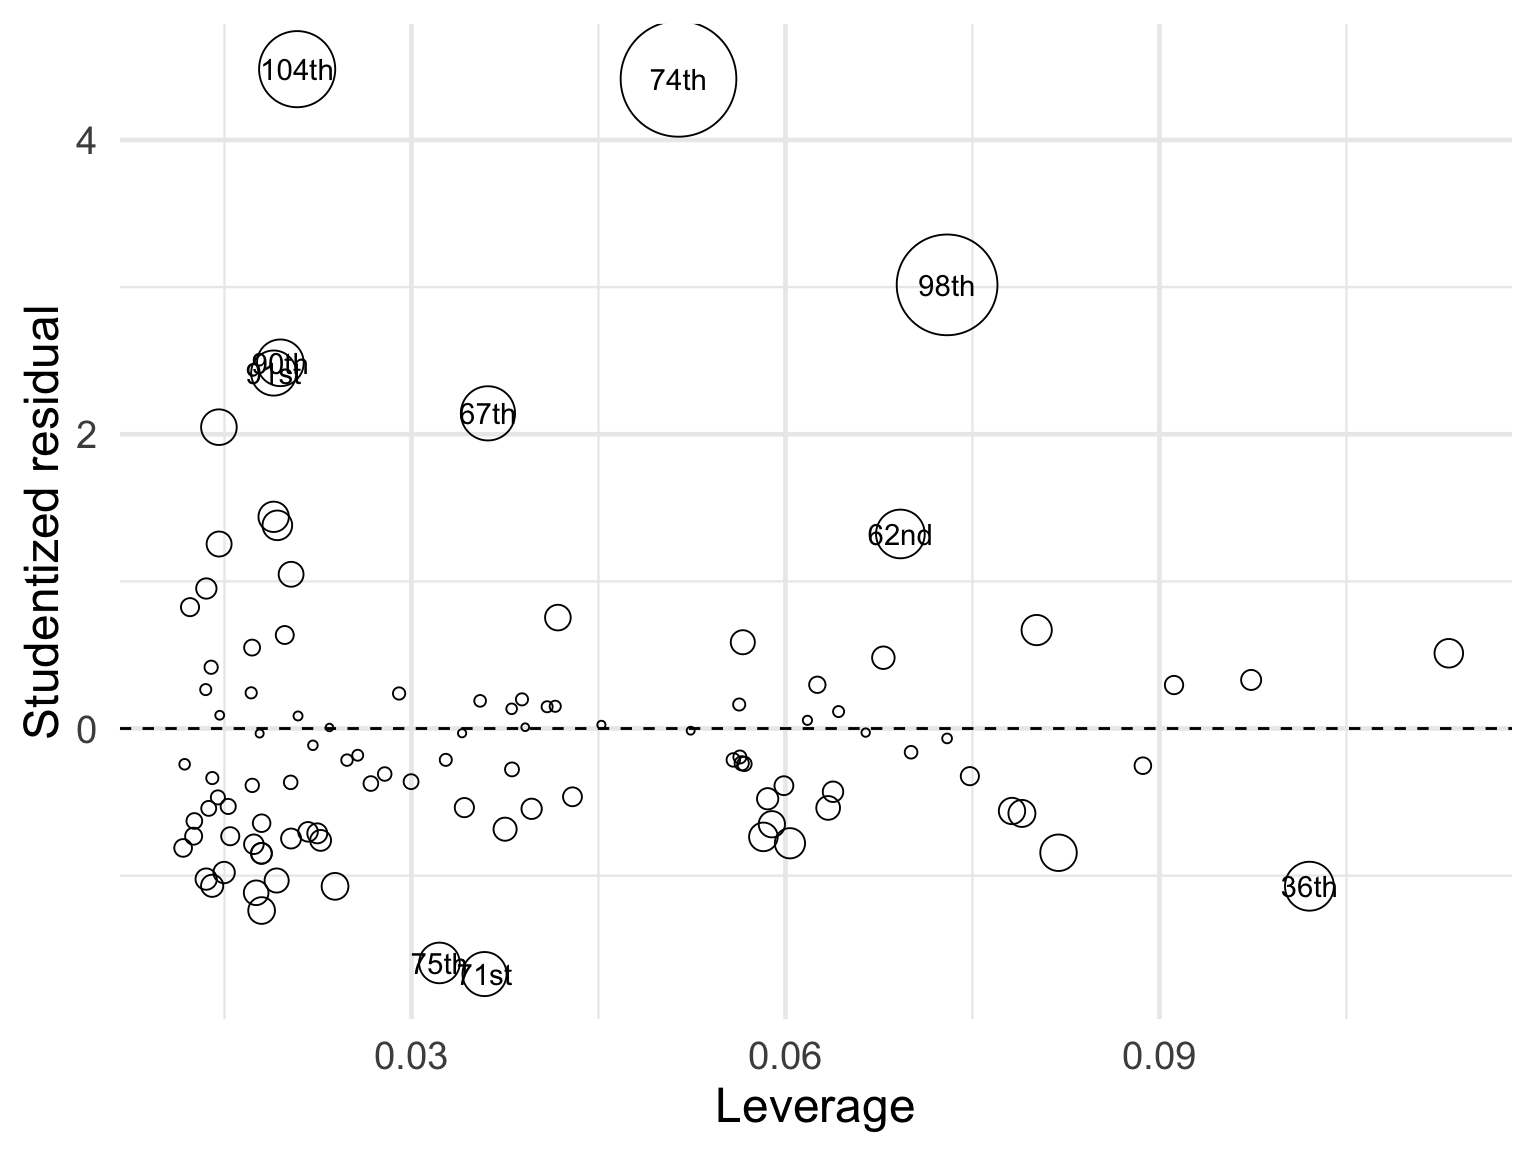 104th
74th
4
98th
90th
91st
67th
2
62nd
0
36th
75th
71st
0.03
0.06
0.09
Leverage
Studentized residual